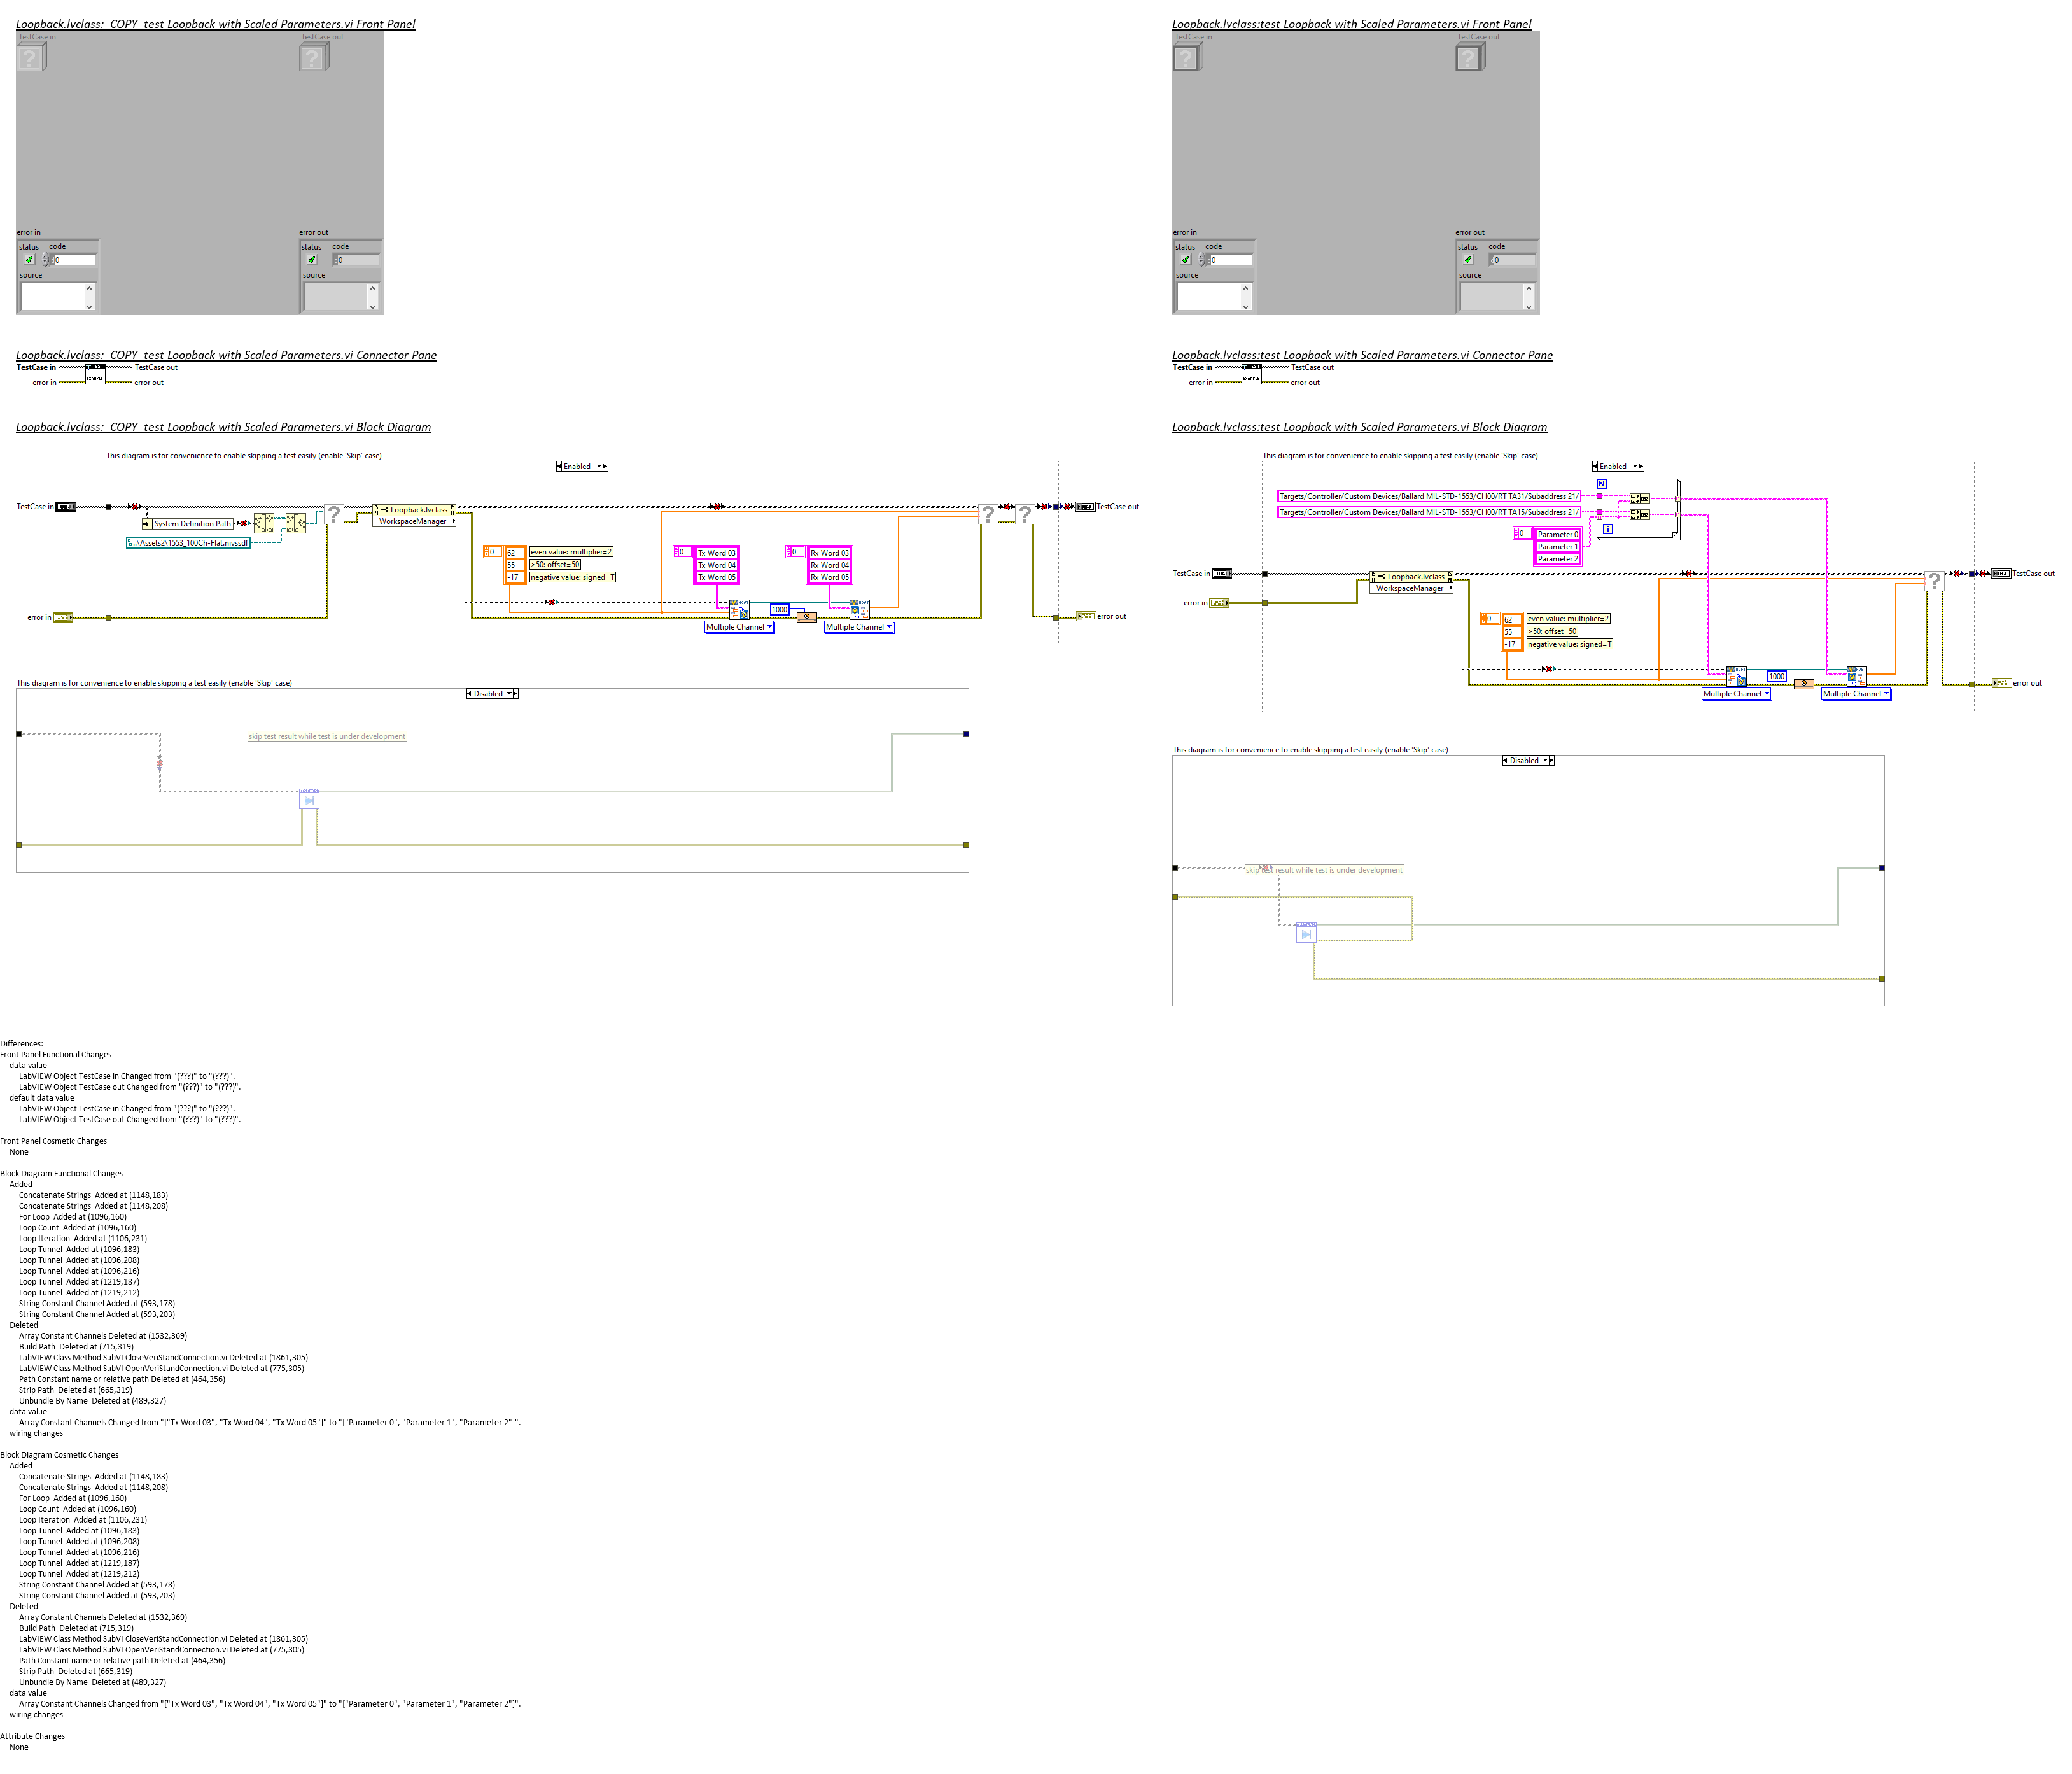 Loopback.lvclass:_COPY_test Loopback with Scaled Parameters.vi Front Panel
TestCase in
TestCase out
error in
error out
status code
status code
0
0
source
source
Loopback.lvclass:_COPY_test Loopback with Scaled Parameters.vi Connector Pane
TestCase in
TestCase out
error in
error out
Loopback.lvclass:_COPY_test Loopback with Scaled Parameters.vi Block Diagram
This diagram is for convenience to enable skipping a test easily (enable 'Skip' case)
Enabled
TestCase in
Loopback.lvclass
TestCase out
System Definition Path
WorkspaceManager
..\Assets2\1553_100Ch-Flat.nivssdf
0
62
even value: multiplier=2
55
>50: offset=50
-17
negative value: signed=T
0
Tx Word 03
Tx Word 04
Tx Word 05
0
Rx Word 03
Rx Word 04
Rx Word 05
1000
error in
error out
Multiple Channel
Multiple Channel
This diagram is for convenience to enable skipping a test easily (enable 'Skip' case)
Disabled
skip test result while test is under development
Loopback.lvclass:test Loopback with Scaled Parameters.vi Front Panel
TestCase in
TestCase out
error in
error out
status code
status code
0
0
source
source
Loopback.lvclass:test Loopback with Scaled Parameters.vi Connector Pane
TestCase in
TestCase out
error in
error out
Loopback.lvclass:test Loopback with Scaled Parameters.vi Block Diagram
This diagram is for convenience to enable skipping a test easily (enable 'Skip' case)
Enabled
N
Targets/Controller/Custom Devices/Ballard MIL-STD-1553/CH00/RT TA31/Subaddress 21/
Targets/Controller/Custom Devices/Ballard MIL-STD-1553/CH00/RT TA15/Subaddress 21/
i
0
Parameter 0
Parameter 1
Parameter 2
TestCase in
Loopback.lvclass
TestCase out
WorkspaceManager
error in
0
62
even value: multiplier=2
55
>50: offset=50
-17
negative value: signed=T
1000
error out
Multiple Channel
Multiple Channel
This diagram is for convenience to enable skipping a test easily (enable 'Skip' case)
Disabled
skip test result while test is under development
Differences:
Front Panel Functional Changes
data value
LabVIEW Object TestCase in Changed from "(???)" to "(???)".
LabVIEW Object TestCase out Changed from "(???)" to "(???)".
default data value
LabVIEW Object TestCase in Changed from "(???)" to "(???)".
LabVIEW Object TestCase out Changed from "(???)" to "(???)".
Front Panel Cosmetic Changes
None
Block Diagram Functional Changes
Added
Concatenate Strings  Added at (1148,183)
Concatenate Strings  Added at (1148,208)
For Loop  Added at (1096,160)
Loop Count  Added at (1096,160)
Loop Iteration  Added at (1106,231)
Loop Tunnel  Added at (1096,183)
Loop Tunnel  Added at (1096,208)
Loop Tunnel  Added at (1096,216)
Loop Tunnel  Added at (1219,187)
Loop Tunnel  Added at (1219,212)
String Constant Channel Added at (593,178)
String Constant Channel Added at (593,203)
Deleted
Array Constant Channels Deleted at (1532,369)
Build Path  Deleted at (715,319)
LabVIEW Class Method SubVI CloseVeriStandConnection.vi Deleted at (1861,305)
LabVIEW Class Method SubVI OpenVeriStandConnection.vi Deleted at (775,305)
Path Constant name or relative path Deleted at (464,356)
Strip Path  Deleted at (665,319)
Unbundle By Name  Deleted at (489,327)
data value
Array Constant Channels Changed from "["Tx Word 03", "Tx Word 04", "Tx Word 05"]" to "["Parameter 0", "Parameter 1", "Parameter 2"]".
wiring changes
Block Diagram Cosmetic Changes
Added
Concatenate Strings  Added at (1148,183)
Concatenate Strings  Added at (1148,208)
For Loop  Added at (1096,160)
Loop Count  Added at (1096,160)
Loop Iteration  Added at (1106,231)
Loop Tunnel  Added at (1096,183)
Loop Tunnel  Added at (1096,208)
Loop Tunnel  Added at (1096,216)
Loop Tunnel  Added at (1219,187)
Loop Tunnel  Added at (1219,212)
String Constant Channel Added at (593,178)
String Constant Channel Added at (593,203)
Deleted
Array Constant Channels Deleted at (1532,369)
Build Path  Deleted at (715,319)
LabVIEW Class Method SubVI CloseVeriStandConnection.vi Deleted at (1861,305)
LabVIEW Class Method SubVI OpenVeriStandConnection.vi Deleted at (775,305)
Path Constant name or relative path Deleted at (464,356)
Strip Path  Deleted at (665,319)
Unbundle By Name  Deleted at (489,327)
data value
Array Constant Channels Changed from "["Tx Word 03", "Tx Word 04", "Tx Word 05"]" to "["Parameter 0", "Parameter 1", "Parameter 2"]".
wiring changes
Attribute Changes
None